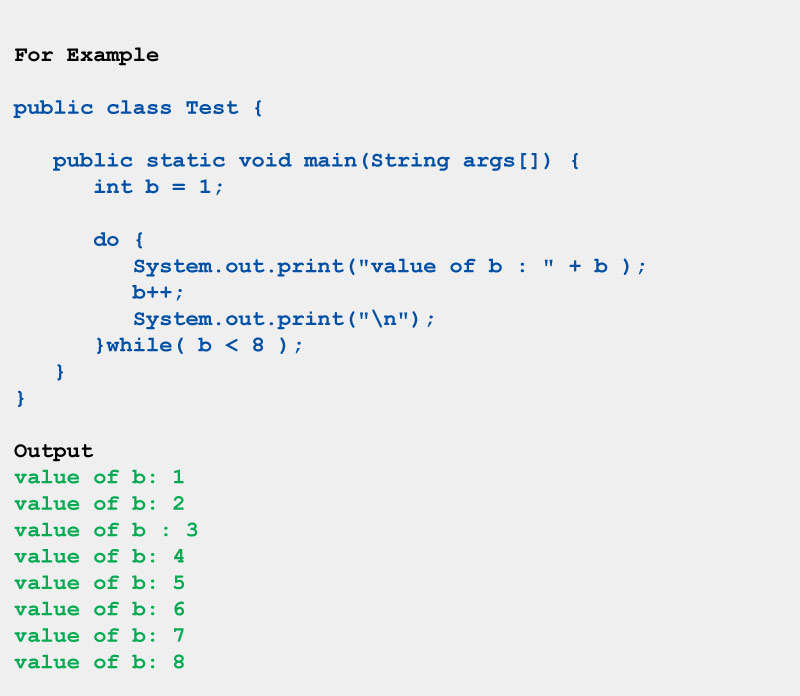 For Example
public class Test {
public static void main(String args[]) {
int b = 1;
do {
System.out.print("value of b : " + b );
b++;
System.out.print("\n");
}while( b < 8 );
}
}
Output
value of b: 1
value of b: 2
value of b : 3
value of b: 4
value of b: 5
value of b: 6
value of b: 7
value of b: 8